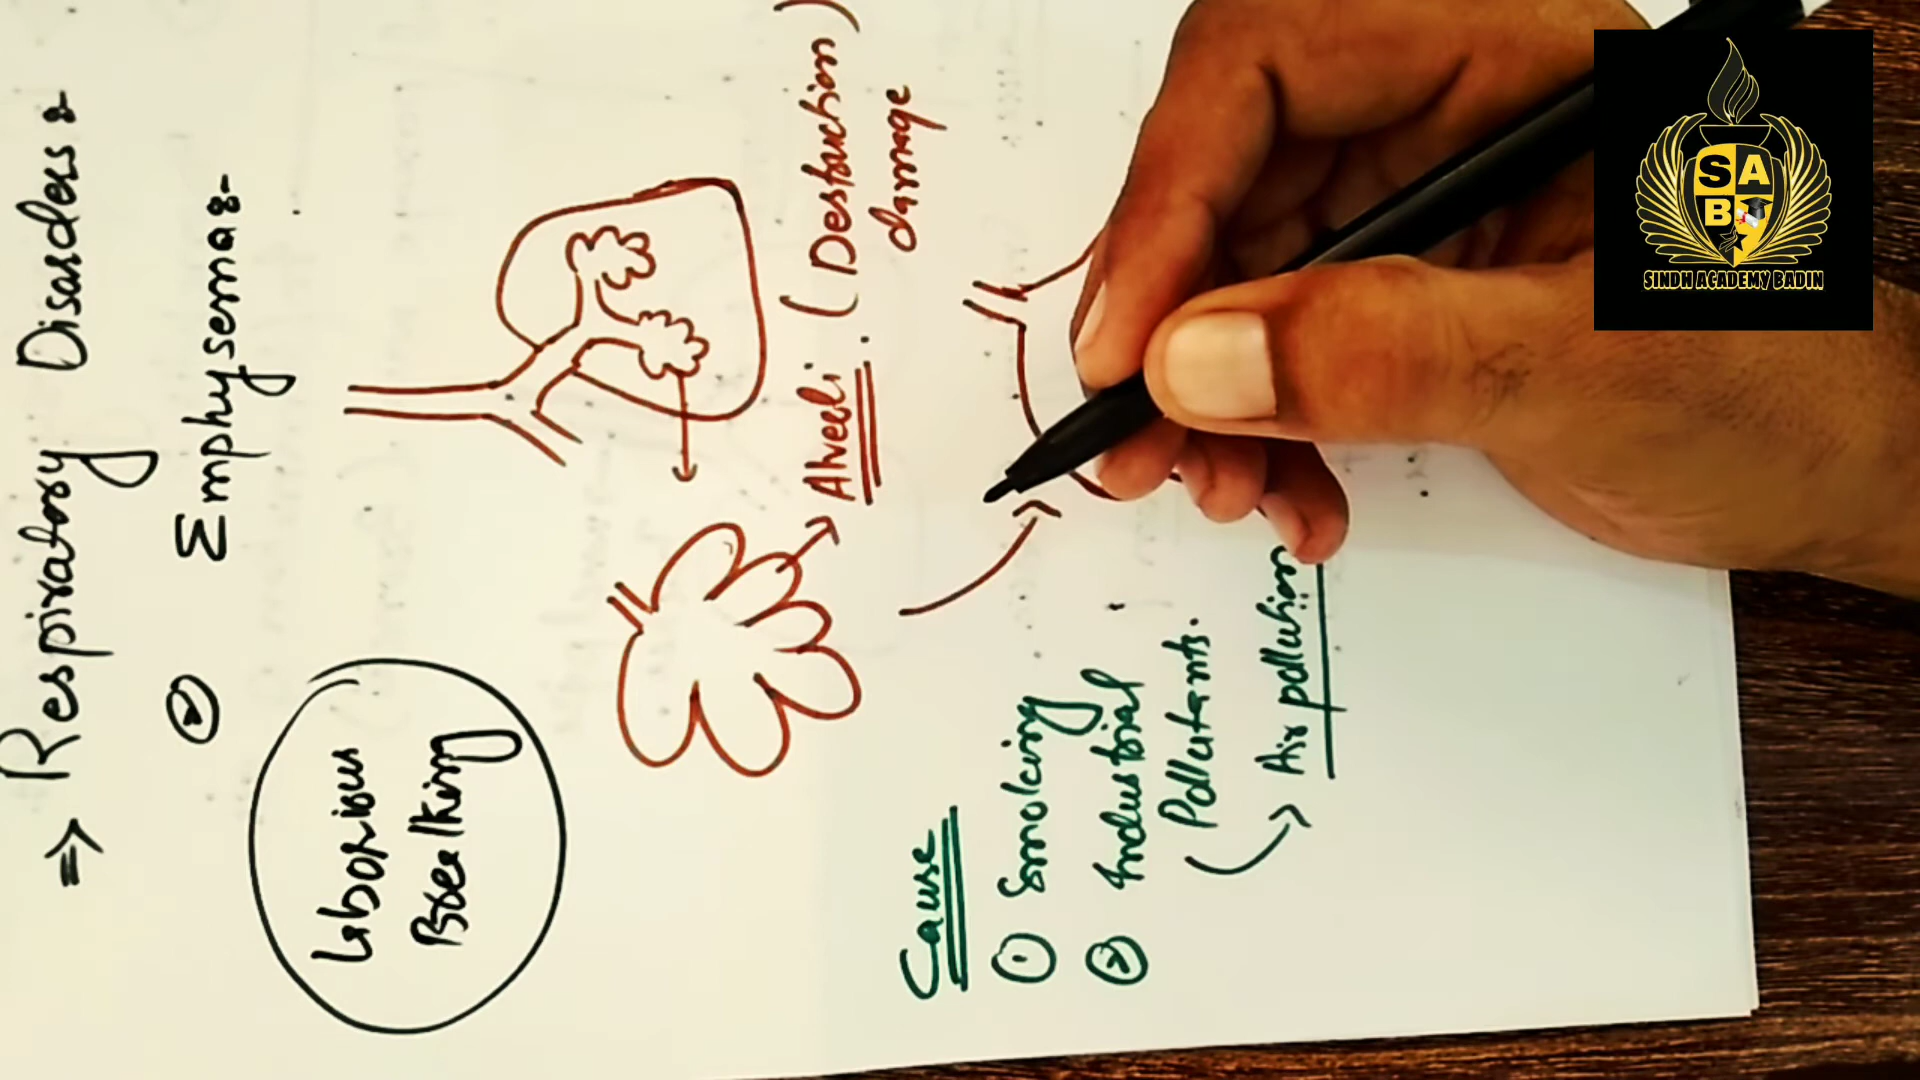 ⇒ Respiratory Disorders :-
② Emphysema :-
Laborious
Breathing
Alveoli. (Destruction)
damage
Cause
① Smoking
② Industrial
Pollutants.
→ Air pollution
SAB
SINDH ACADEMY BADIN